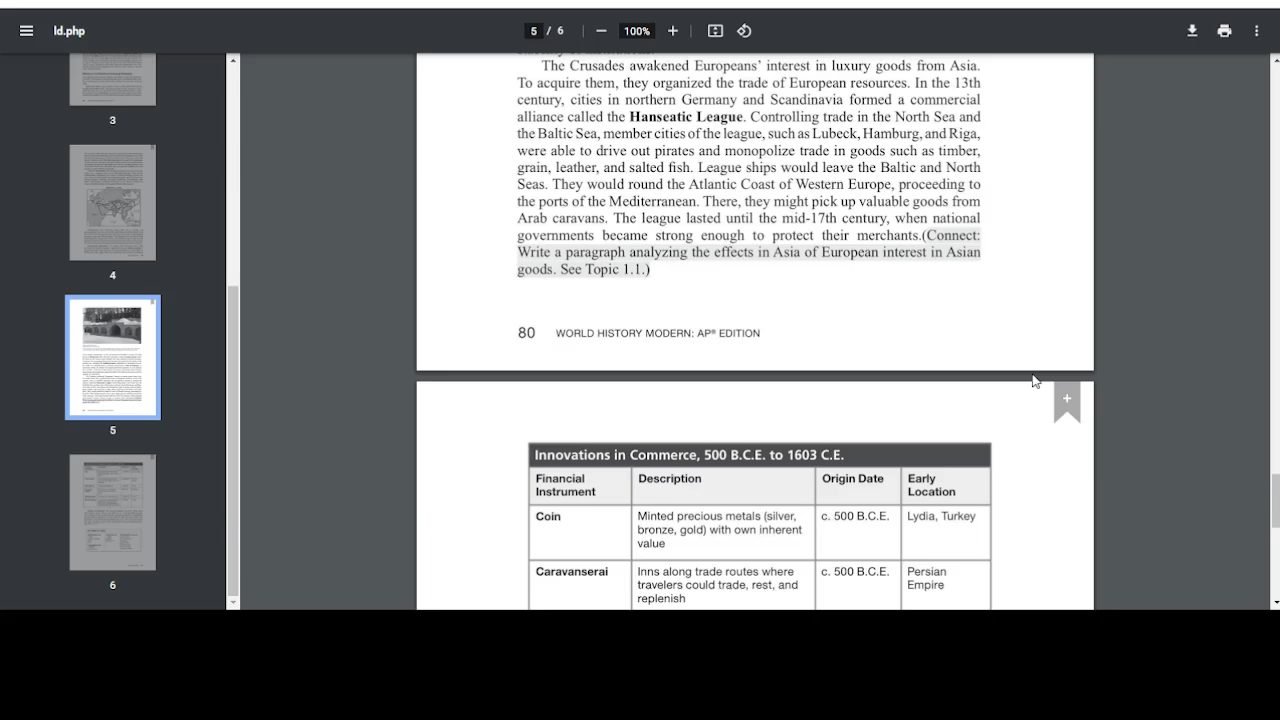 ld.php
5 / 6
100%
The Crusades awakened Europeans' interest in luxury goods from Asia.
To acquire them, they organized the trade of European resources. In the 13th
century, cities in northern Germany and Scandinavia formed a commercial
alliance called the Hanseatic League. Controlling trade in the North Sea and
the Baltic Sea, member cities of the league, such as Lubeck, Hamburg, and Riga,
were able to drive out pirates and monopolize trade in goods such as timber,
grain, leather, and salted fish. League ships would leave the Baltic and North
Seas. They would round the Atlantic Coast of Western Europe, proceeding to
the ports of the Mediterranean. There, they might pick up valuable goods from
Arab caravans. The league lasted until the mid-17th century, when national
governments became strong enough to protect their merchants.(Connect:
Write a paragraph analyzing the effects in Asia of European interest in Asian
goods. See Topic 1.1.)
80 WORLD HISTORY MODERN: AP® EDITION
Innovations in Commerce, 500 B.C.E. to 1603 C.E.
Financial Instrument Description Origin Date Early Location
Coin Minted precious metals (silver, c. 500 B.C.E. Lydia, Turkey
bronze, gold) with own inherent
value
Caravanserai Inns along trade routes where c. 500 B.C.E. Persian
travelers could trade, rest, and Empire
replenish
3
4
5
6